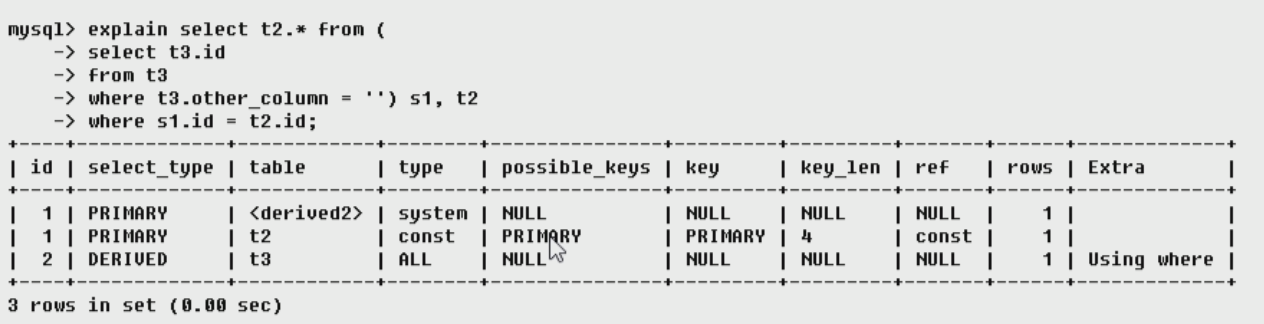 mysql> explain select t2.* from (
    -> select t3.id
    -> from t3
    -> where t3.other_column = '') s1, t2
    -> where s1.id = t2.id;
+----+-------------+------------+--------+---------------+---------+---------+-------+------+-------------+
| id | select_type | table      | type   | possible_keys | key     | key_len | ref   | rows | Extra       |
+----+-------------+------------+--------+---------------+---------+---------+-------+------+-------------+
|  1 | PRIMARY     | <derived2> | system | NULL          | NULL    | NULL    | NULL  |    1 |             |
|  1 | PRIMARY     | t2         | const  | PRIMARY       | PRIMARY | 4       | const |    1 |             |
|  2 | DERIVED     | t3         | ALL    | NULL          | NULL    | NULL    | NULL  |    1 | Using where |
+----+-------------+------------+--------+---------------+---------+---------+-------+------+-------------+
3 rows in set (0.00 sec)